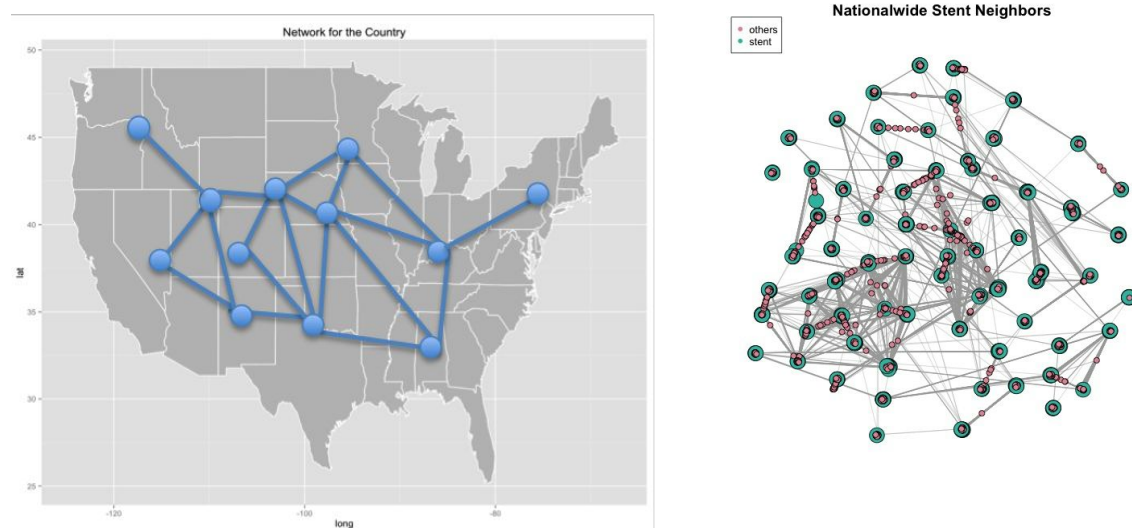 Network for the Country
50
45
40
35
30
25
lat
-120
-100
-80
long
Nationalwide Stent Neighbors
others
stent